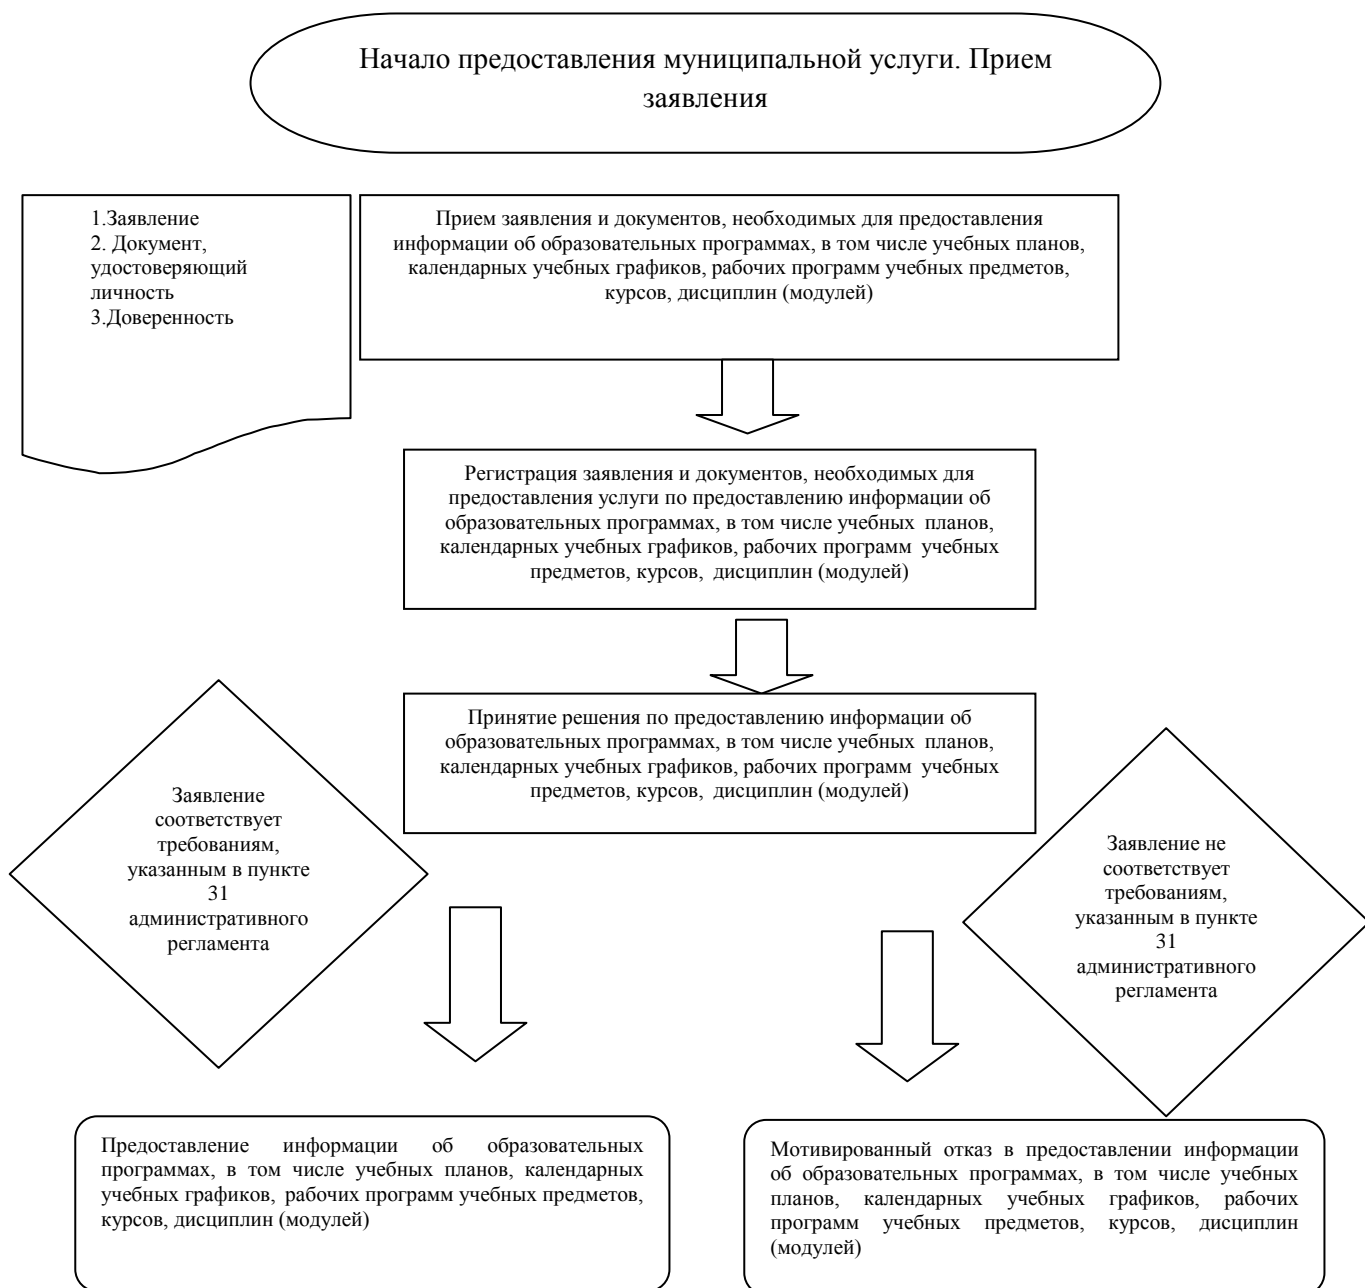 Начало предоставления муниципальной услуги. Прием
заявления
1.Заявление
2. Документ,
удостоверяющий
личность
3.Доверенность
Прием заявления и документов, необходимых для предоставления
информации об образовательных программах, в том числе учебных планов,
календарных учебных графиков, рабочих программ учебных предметов,
курсов, дисциплин (модулей)
Регистрация заявления и документов, необходимых для
предоставления услуги по предоставлению информации об
образовательных программах, в том числе учебных планов,
календарных учебных графиков, рабочих программ учебных
предметов, курсов, дисциплин (модулей)
Принятие решения по предоставлению информации об
образовательных программах, в том числе учебных планов,
календарных учебных графиков, рабочих программ учебных
предметов, курсов, дисциплин (модулей)
Заявление
соответствует
требованиям,
указанным в пункте
31
административного
регламента
Заявление не
соответствует
требованиям,
указанным в пункте
31
административного
регламента
Предоставление информации об образовательных
программах, в том числе учебных планов, календарных
учебных графиков, рабочих программ учебных предметов,
курсов, дисциплин (модулей)
Мотивированный отказ в предоставлении информации
об образовательных программах, в том числе учебных
планов, календарных учебных графиков, рабочих
программ учебных предметов, курсов, дисциплин
(модулей)